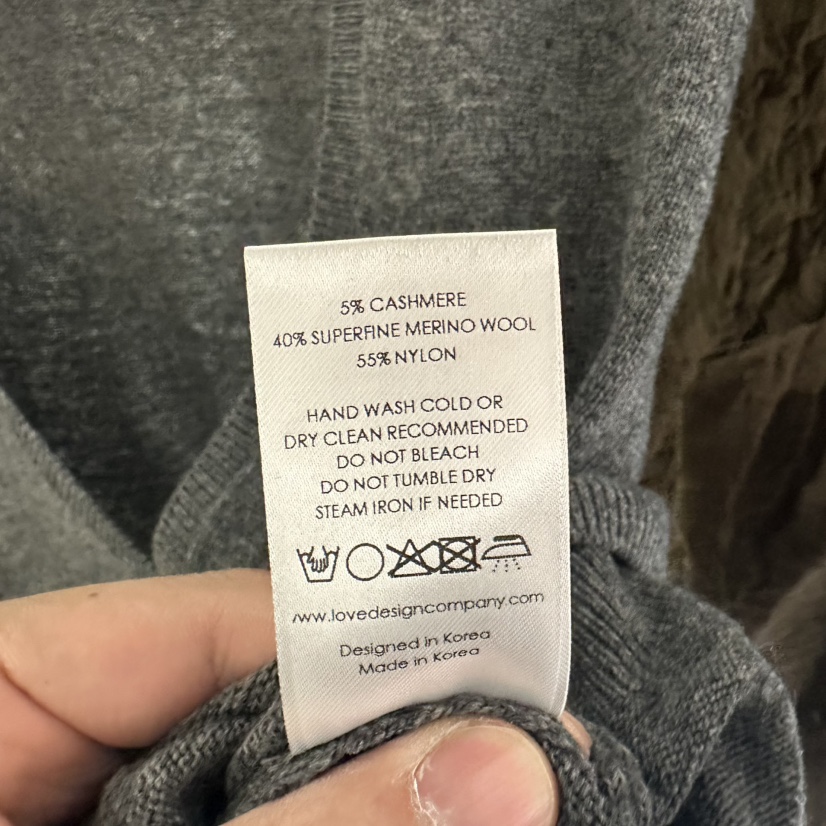 5% CASHMERE
40% SUPERFINE MERINO WOOL
55% NYLON
HAND WASH COLD OR
DRY CLEAN RECOMMENDED
DO NOT BLEACH
DO NOT TUMBLE DRY
STEAM IRON IF NEEDED
/ww.lovedesigncompany.com
Designed in Korea
Made in Korea